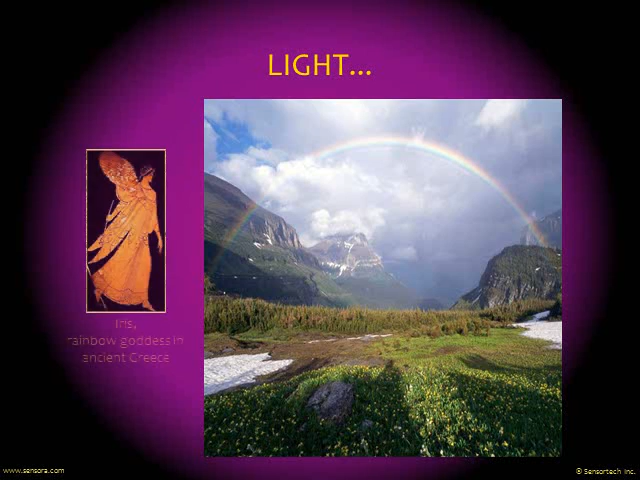 LIGHT...
Iris,
rainbow goddess in
ancient Greece
www.sensora.com
© Sensortech Inc.